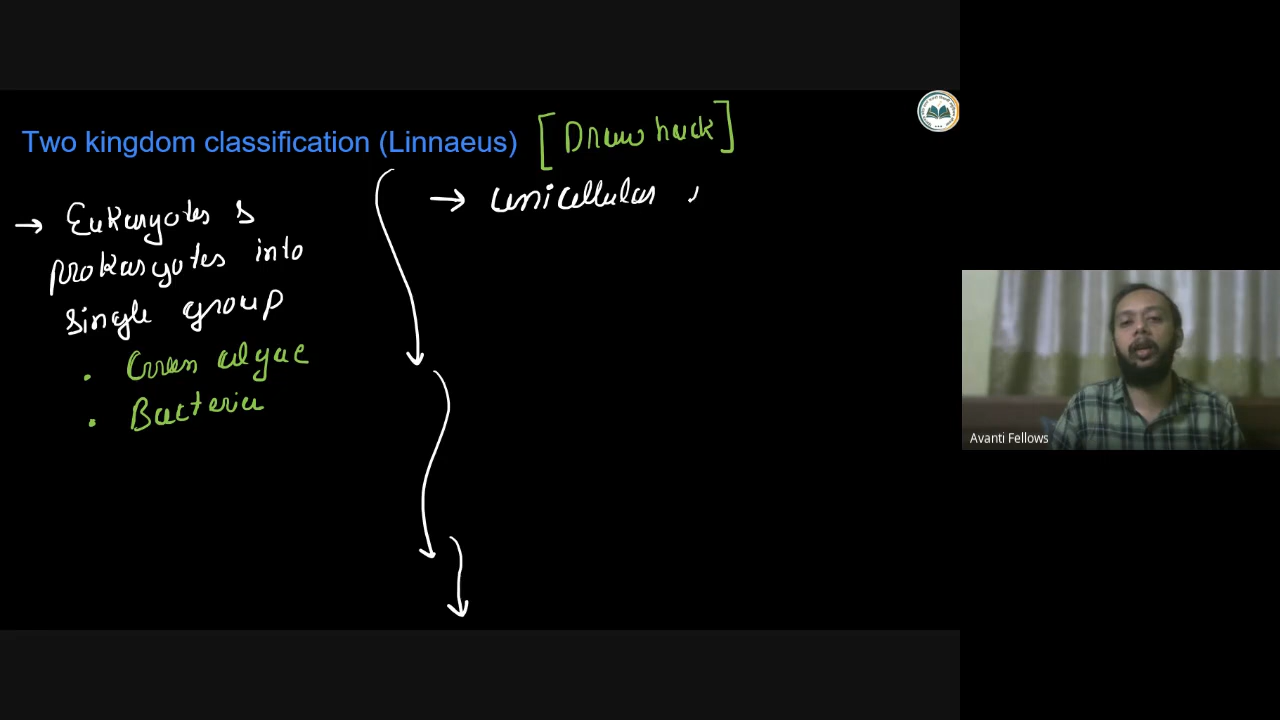 Two kingdom classification (Linnaeus) [Drawback]
→ Eukaryotes &
prokaryotes into
single group
• Green algae
• Bacteria
→ unicellular ,
Avanti Fellows